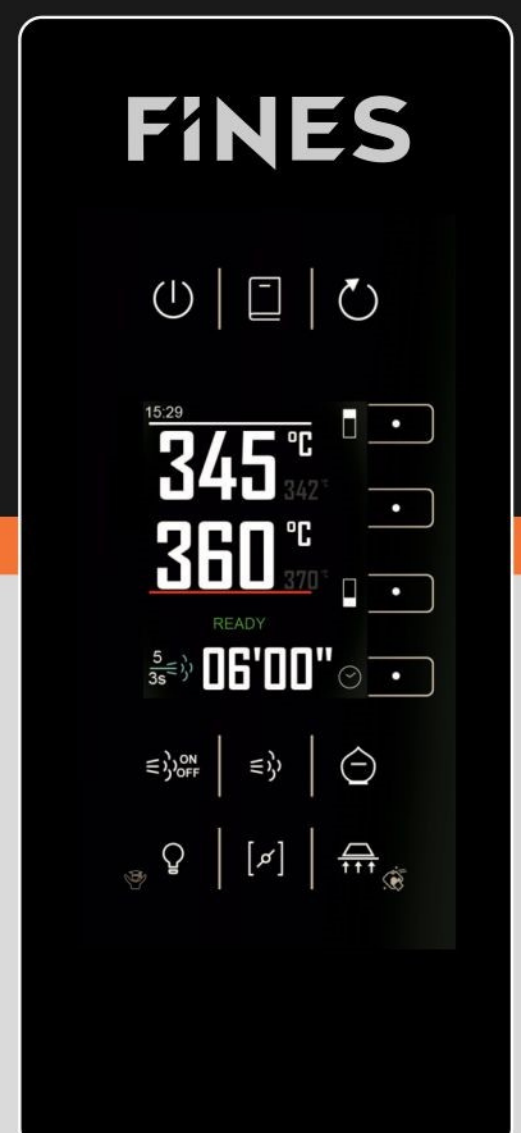 FINES
15:29
345 °C
342 °C
360 °C
370 °C
READY
5
3s
06'00"
ON
OFF